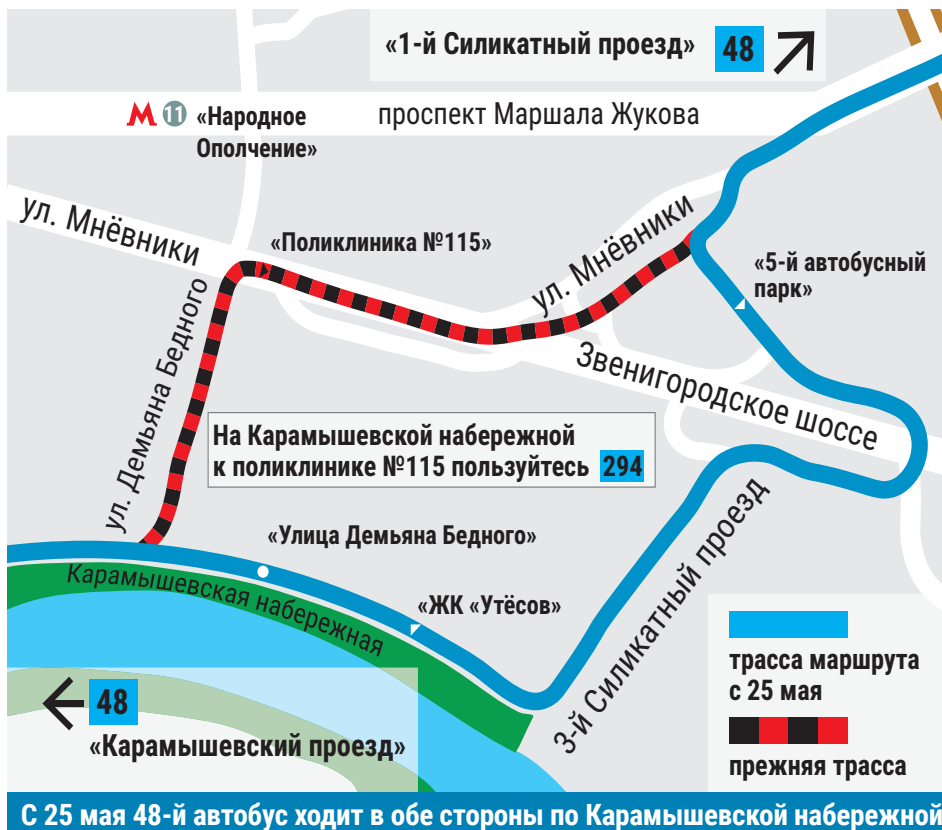 «1-й Силикатный проезд» 48
М 11 «Народное
Ополчение»
проспект Маршала Жукова
ул. Мнёвники
«Поликлиника №115»
ул. Мнёвники
«5-й автобусный
парк»
ул. Демьяна Бедного
Звенигородское шоссе
На Карамышевской набережной
к поликлинике №115 пользуйтесь 294
«Улица Демьяна Бедного»
Карамышевская набережная
«ЖК «Утёсов»
3-й Силикатный проезд
48
«Карамышевский проезд»
трасса маршрута
с 25 мая
прежняя трасса
С 25 мая 48-й автобус ходит в обе стороны по Карамышевской набережной